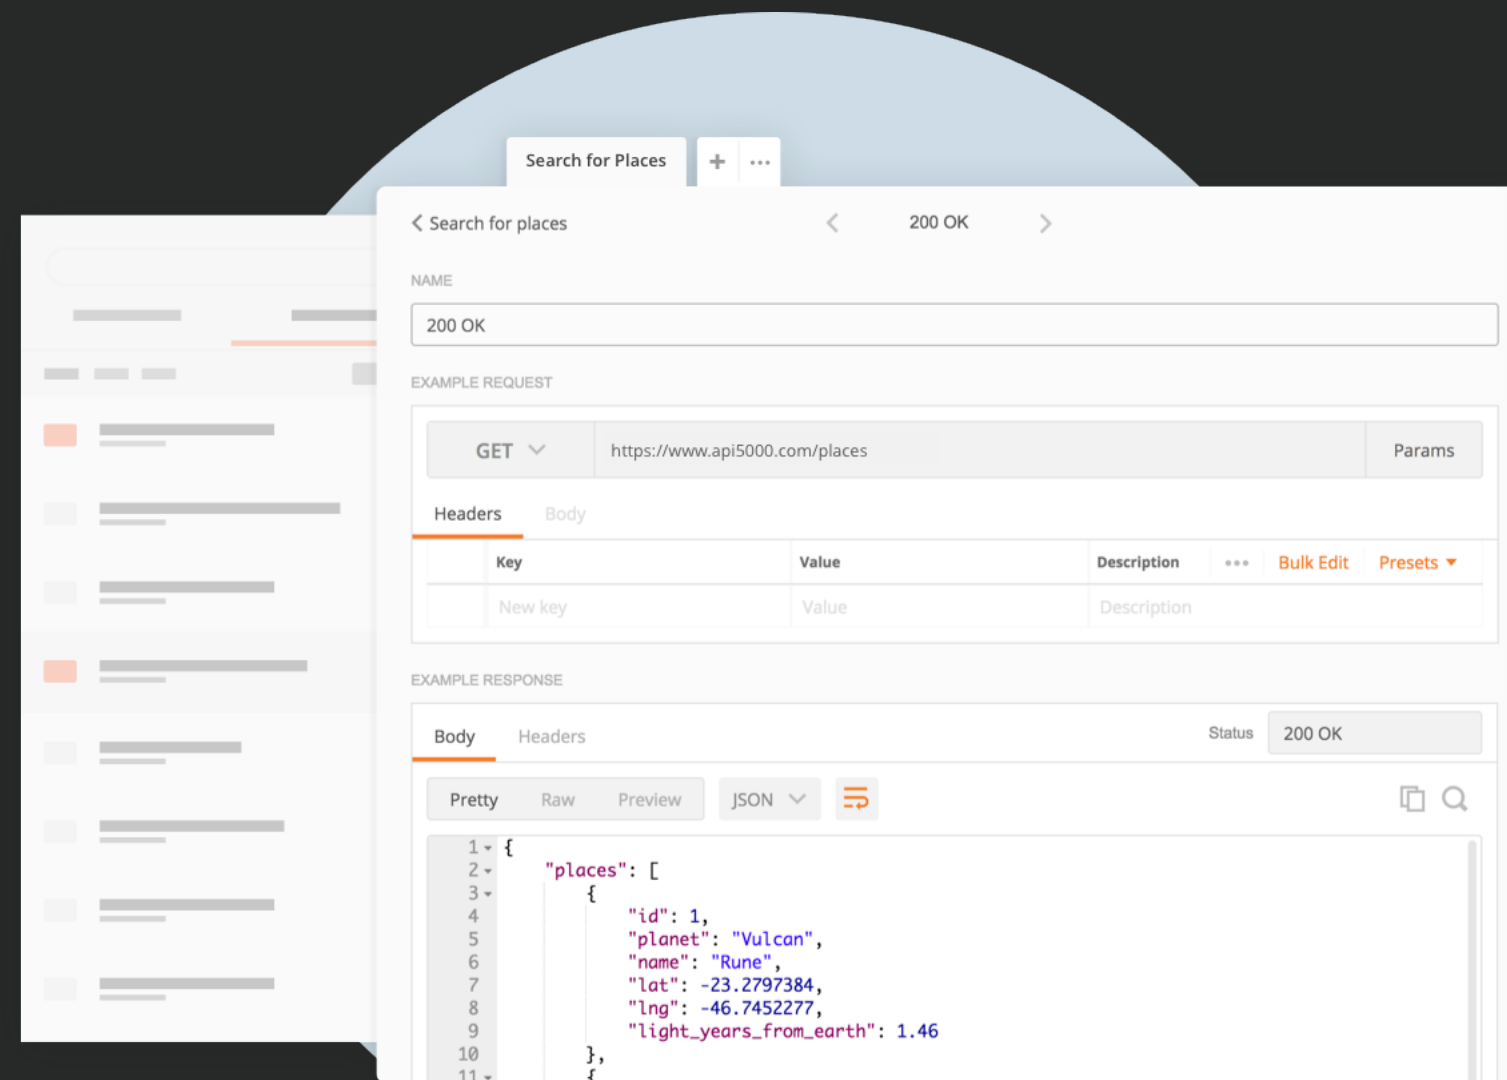 Search for Places + ...
Search for places 200 OK
NAME
200 OK
EXAMPLE REQUEST
GET https://www.api5000.com/places Params
Headers Body
Key Value Description ... Bulk Edit Presets
New key Value Description
EXAMPLE RESPONSE
Body Headers Status 200 OK
Pretty Raw Preview JSON
1 {
2 "places": [
3 {
4 "id": 1,
5 "planet": "Vulcan",
6 "name": "Rune",
7 "lat": -23.2797384,
8 "lng": -46.7452277,
9 "light_years_from_earth": 1.46
10 },
11 {